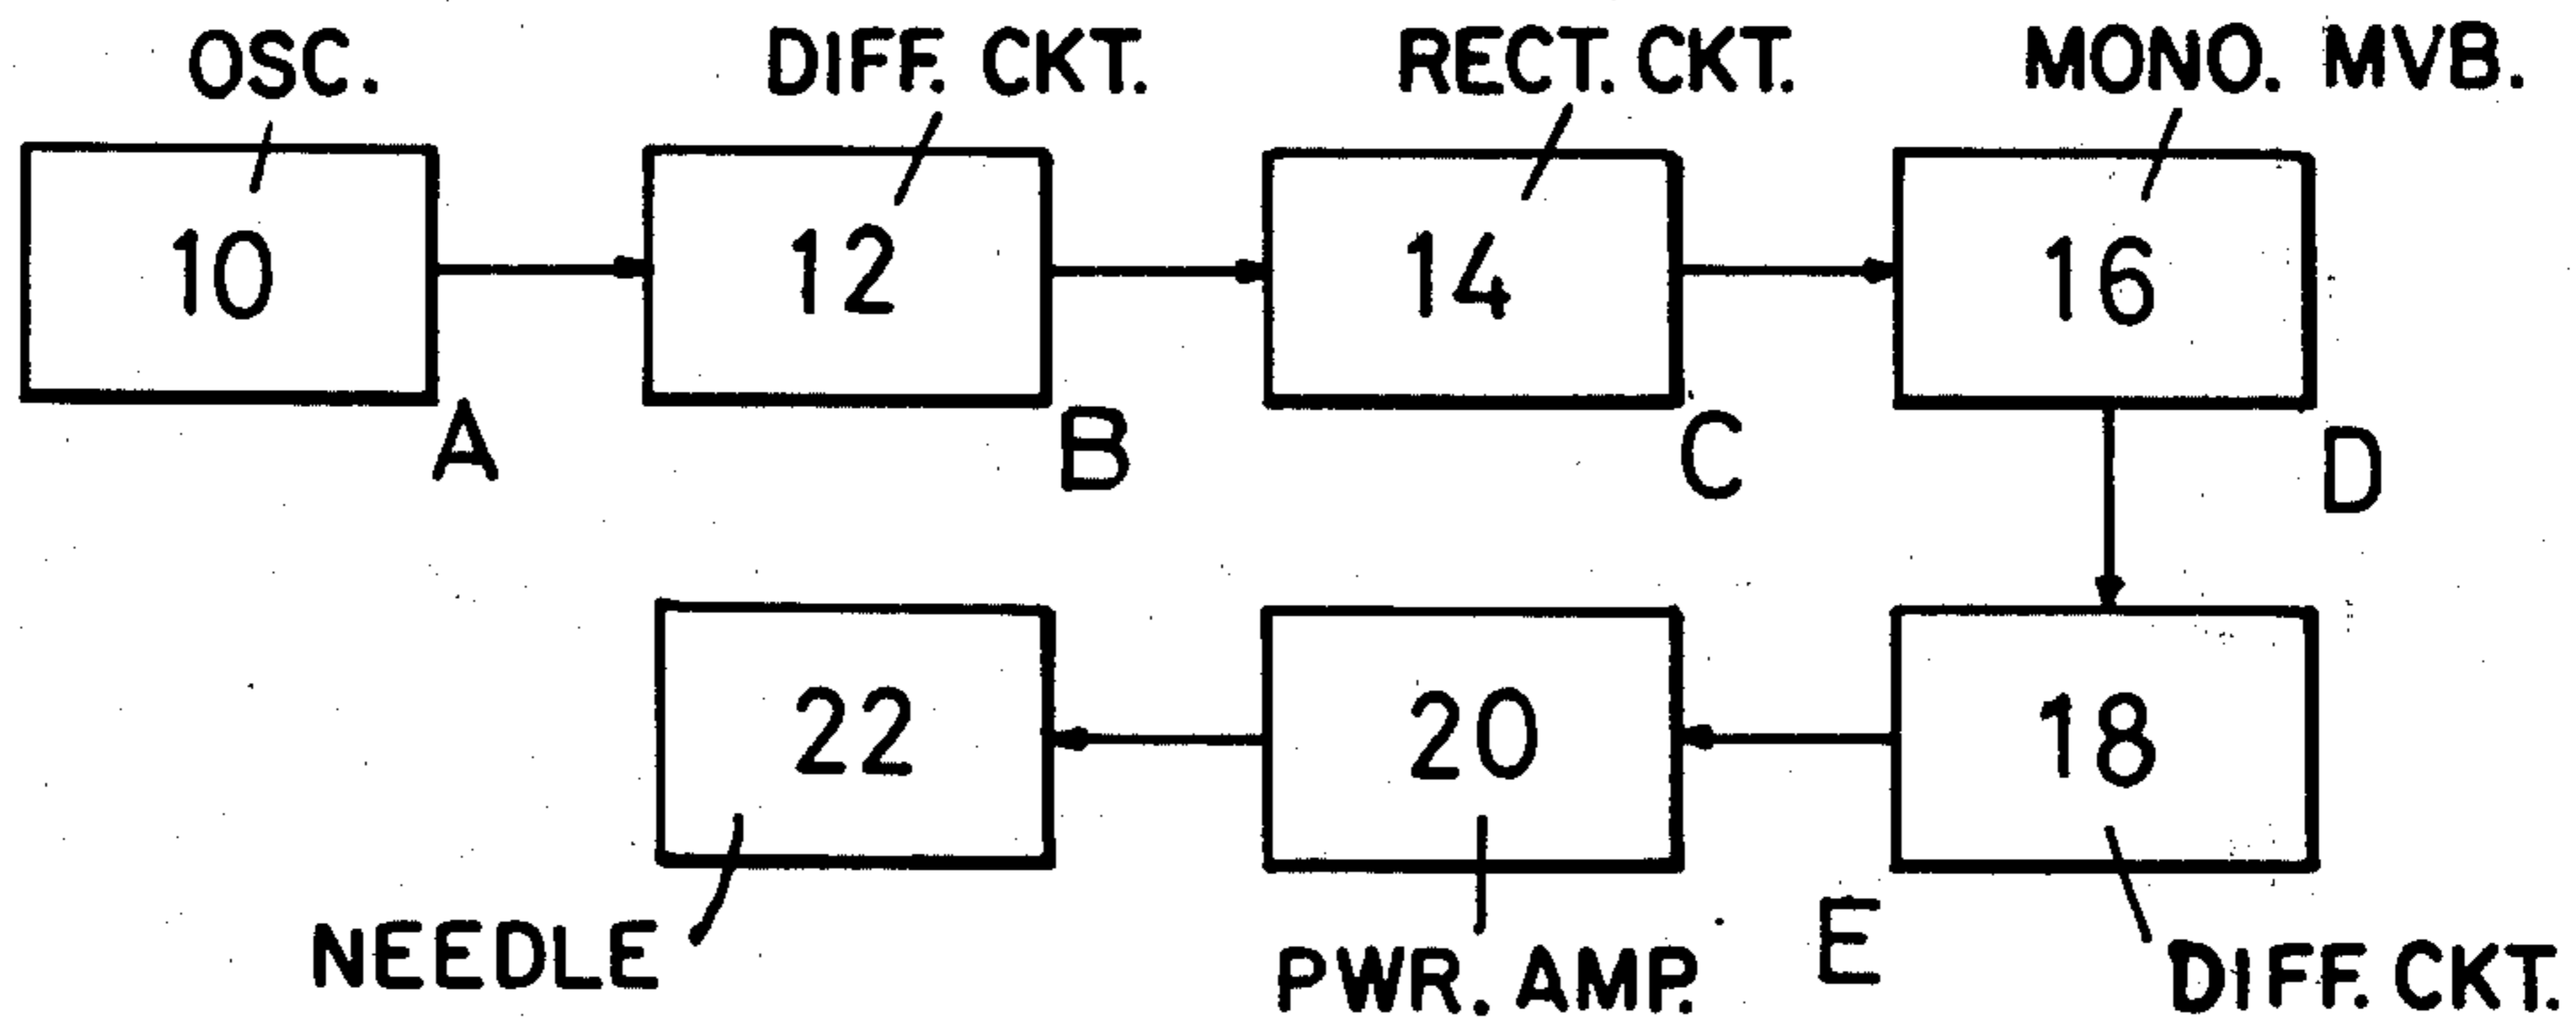 OSC. DIFF. CKT. RECT. CKT. MONO. MVB.
10 12 14 16
A B C D
22 20 18
NEEDLE PWR. AMP. E DIFF. CKT.